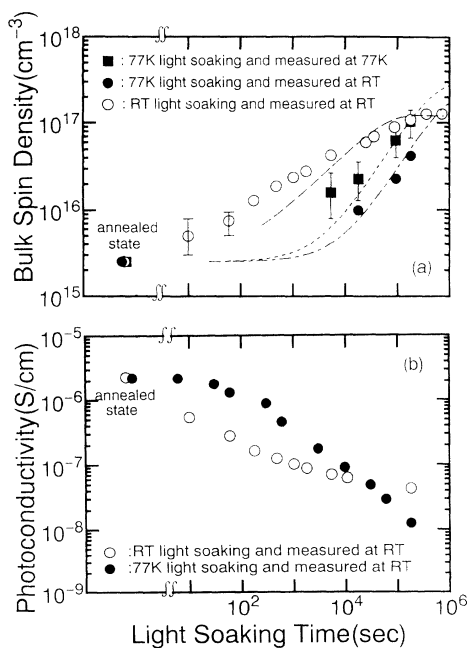 10^18
■ : 77K light soaking and measured at 77K
● : 77K light soaking and measured at RT
○ : RT light soaking and measured at RT
10^17
10^16
annealed
state
(a)
10^15
Bulk Spin Density(cm^-3)
10^-5
(b)
annealed
state
10^-6
10^-7
10^-8
○ :RT light soaking and measured at RT
● :77K light soaking and measured at RT
10^-9
Photoconductivity(S/cm)
10^2 10^4 10^6
Light Soaking Time(sec)